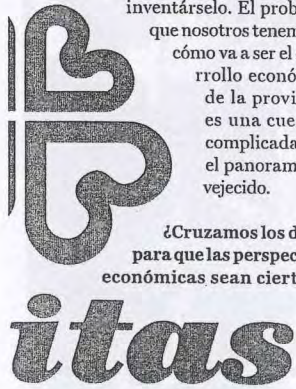 inventárselo. El prob
que nosotros tenem
cómo va a ser el
rrollo econó
de la provi
es una cue
complicada
el panoram
vejecido.
¿Cruzamos los d
para que las perspec
económicas sean ciert
itas